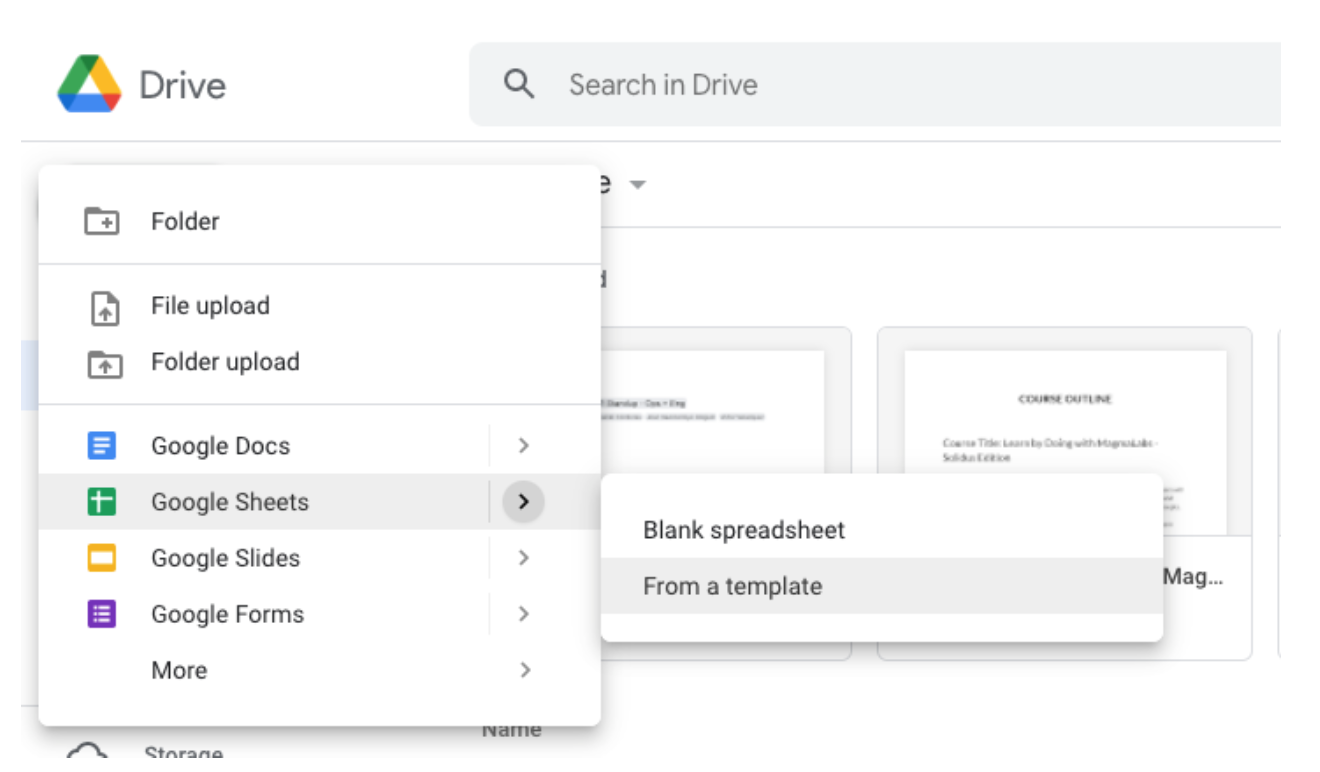 Drive
Search in Drive
Folder
File upload
Folder upload
Google Docs
Google Sheets
Google Slides
Google Forms
More
Blank spreadsheet
From a template
COURSE OUTLINE
Course Title: Learn by Doing with MagmaLabs -
Solidus Edition
Mag...
Name
Storage